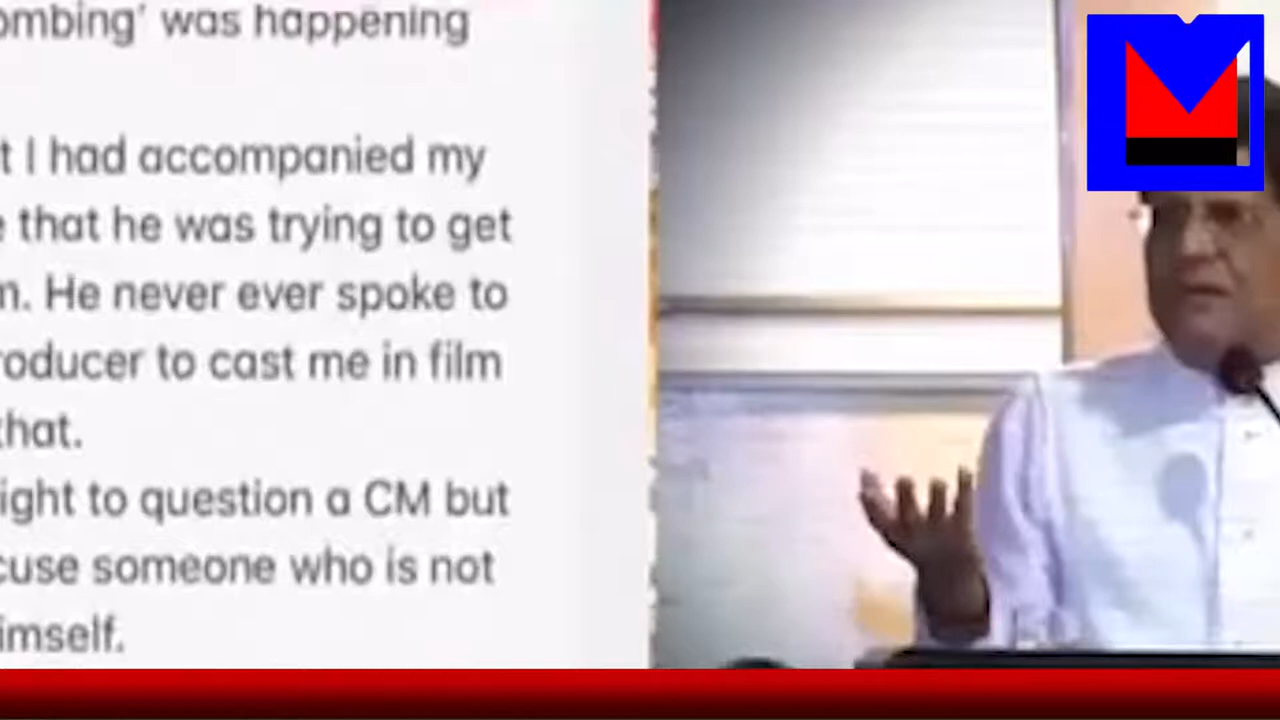 ombing' was happening
t I had accompanied my
e that he was trying to get
m. He never ever spoke to
roducer to cast me in film
that.
ight to question a CM but
cuse someone who is not
imself.